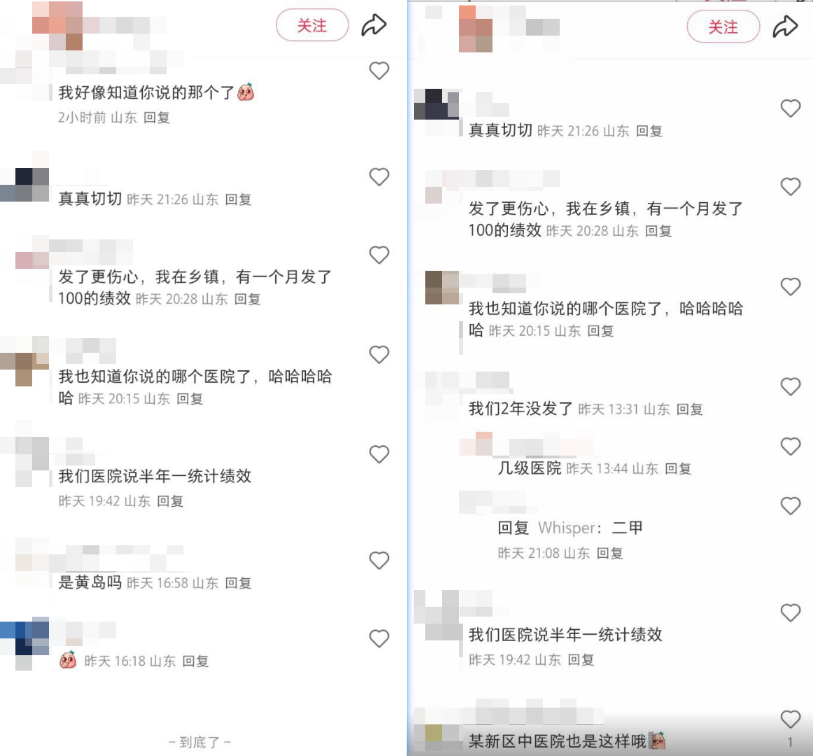 关注
我好像知道你说的那个了
2小时前 山东 回复
真真切切 昨天 21:26 山东 回复
发了更伤心，我在乡镇，有一个月发了
100的绩效 昨天 20:28 山东 回复
我也知道你说的哪个医院了，哈哈哈哈
哈 昨天 20:15 山东 回复
我们医院说半年一统计绩效
昨天 19:42 山东 回复
是黄岛吗 昨天 16:58 山东 回复
昨天 16:18 山东 回复
- 到底了 -
关注
真真切切 昨天 21:26 山东 回复
发了更伤心，我在乡镇，有一个月发了
100的绩效 昨天 20:28 山东 回复
我也知道你说的哪个医院了，哈哈哈哈
哈 昨天 20:15 山东 回复
我们2年没发了 昨天 13:31 山东 回复
几级医院 昨天 13:44 山东 回复
回复 Whisper：二甲
昨天 21:08 山东 回复
我们医院说半年一统计绩效
昨天 19:42 山东 回复
某新区中医院也是这样哦
1